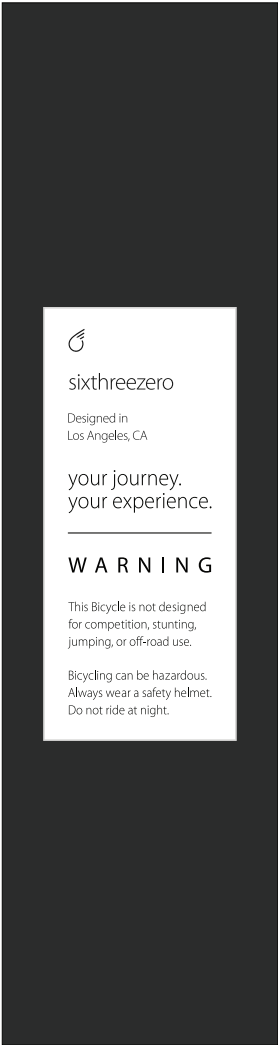 sixthreezero
Designed in
Los Angeles, CA
your journey.
your experience.
WARNING
This Bicycle is not designed
for competition, stunting,
jumping, or off-road use.
Bicycling can be hazardous.
Always wear a safety helmet.
Do not ride at night.